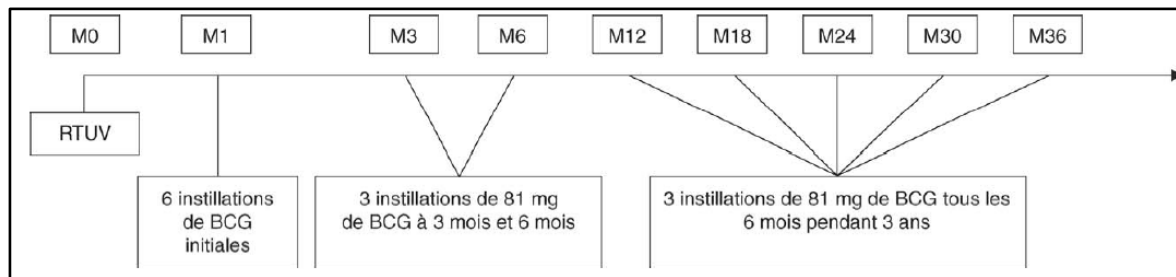 M0 M1 M3 M6 M12 M18 M24 M30 M36
RTUV
6 instillations
de BCG
initiales
3 instillations de 81 mg
de BCG à 3 mois et 6 mois
3 instillations de 81 mg de BCG tous les
6 mois pendant 3 ans